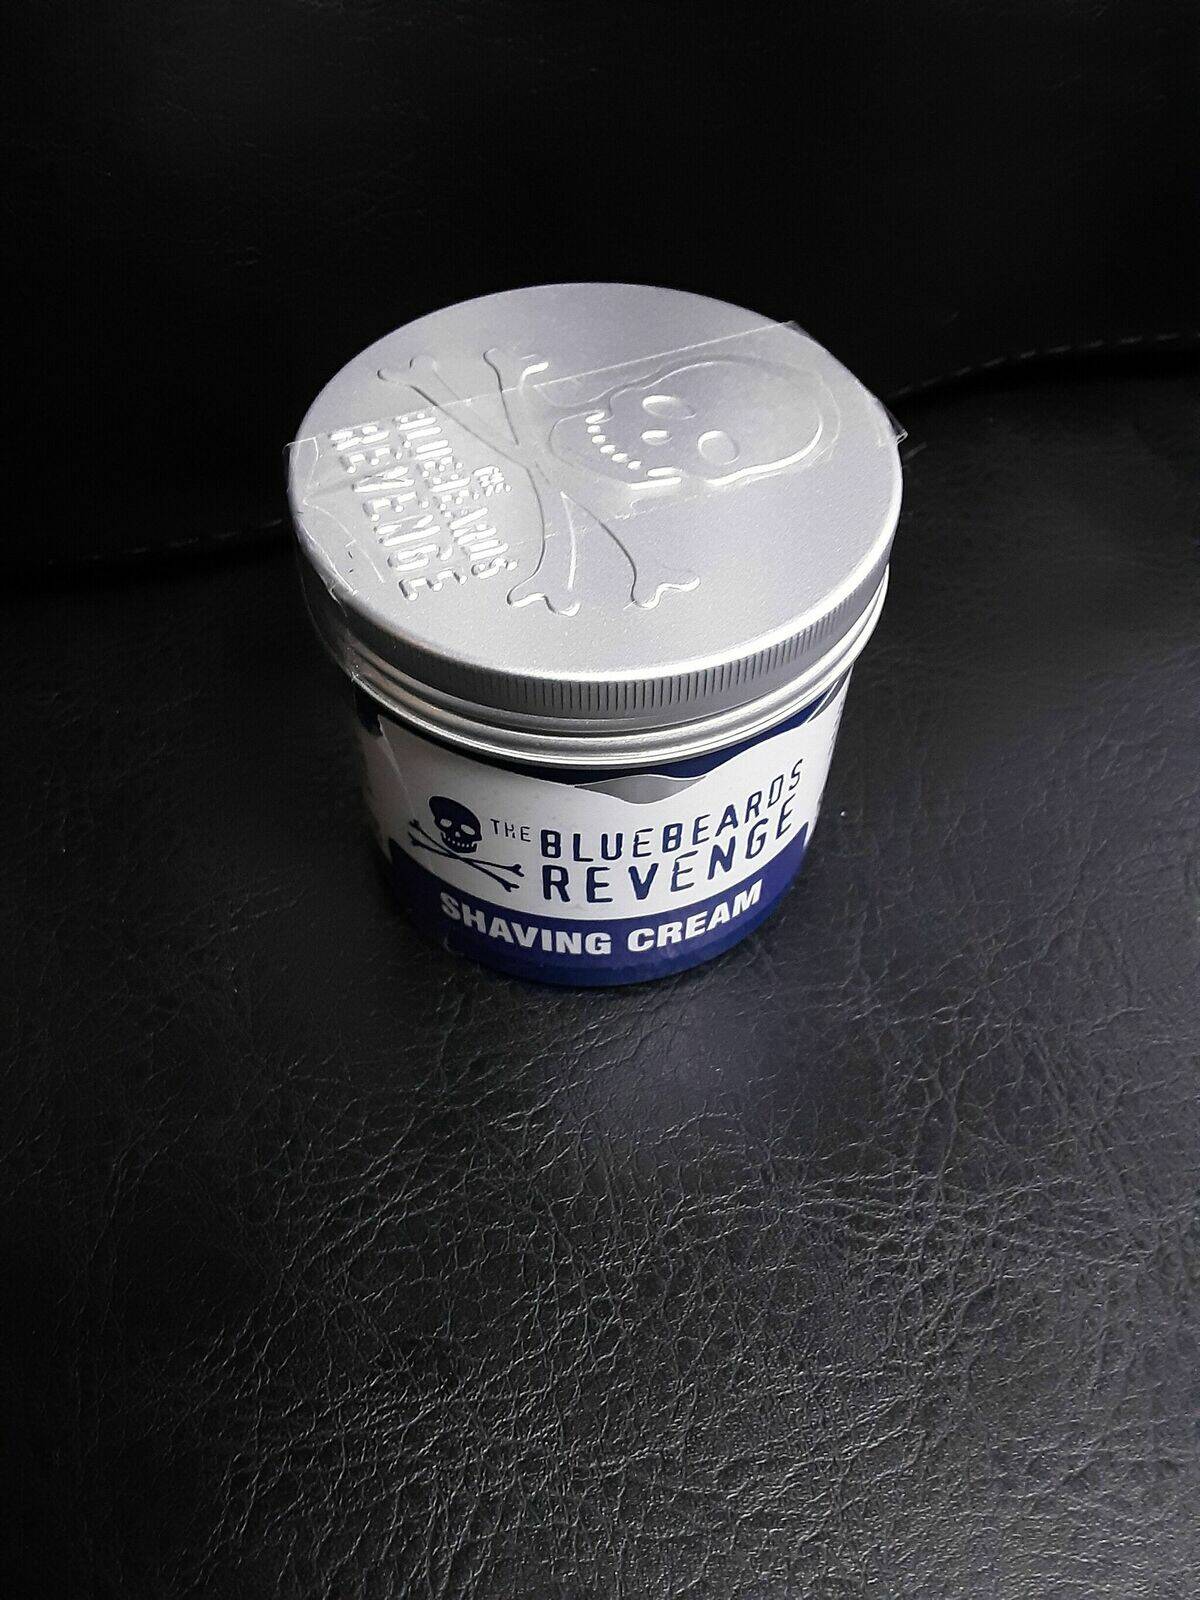 THE
BLUEBEARDS
REVENGE
THE BLUEBEARDS
REVENGE
SHAVING CREAM